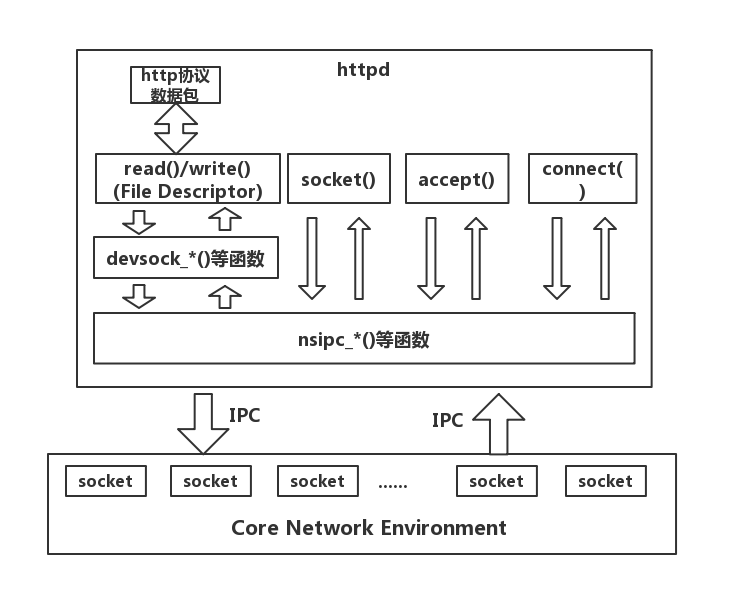 httpd
http协议
数据包
read()/write()
(File Descriptor)
socket()
accept()
connect(
)
devsock_*()等函数
nsipc_*()等函数
IPC
IPC
socket
socket
socket
......
socket
socket
Core Network Environment